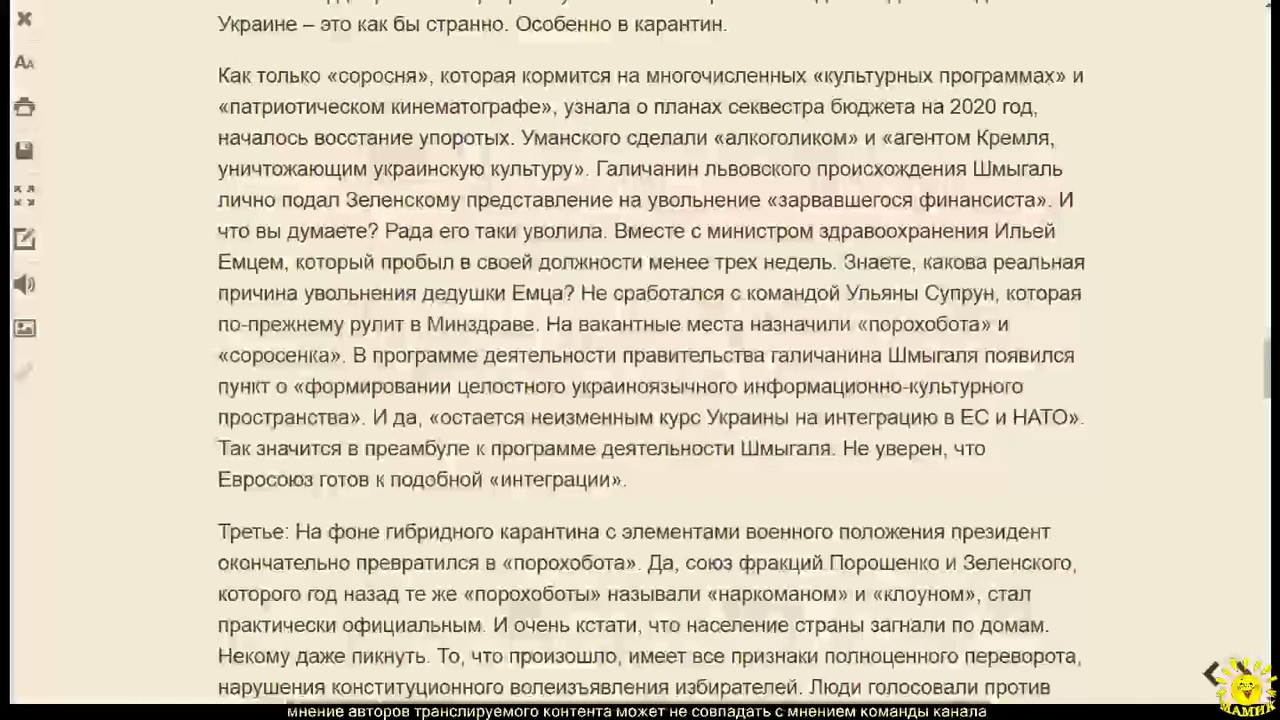 Украине – это как бы странно. Особенно в карантин.
Как только «соросня», которая кормится на многочисленных «культурных программах» и
«патриотическом кинематографе», узнала о планах секвестра бюджета на 2020 год,
началось восстание упоротых. Уманского сделали «алкоголиком» и «агентом Кремля,
уничтожающим украинскую культуру». Галичанин львовского происхождения Шмыгаль
лично подал Зеленскому представление на увольнение «зарвавшегося финансиста». И
что вы думаете? Рада его таки уволила. Вместе с министром здравоохранения Ильей
Емцем, который пробыл в своей должности менее трех недель. Знаете, какова реальная
причина увольнения дедушки Емца? Не сработался с командой Ульяны Супрун, которая
по-прежнему рулит в Минздраве. На вакантные места назначили «порохобота» и
«соросенка». В программе деятельности правительства галичанина Шмыгаля появился
пункт о «формировании целостного украиноязычного информационно-культурного
пространства». И да, «остается неизменным курс Украины на интеграцию в ЕС и НАТО».
Так значится в преамбуле к программе деятельности Шмыгаля. Не уверен, что
Евросоюз готов к подобной «интеграции».
Третье: На фоне гибридного карантина с элементами военного положения президент
окончательно превратился в «порохобота». Да, союз фракций Порошенко и Зеленского,
которого год назад те же «порохоботы» называли «наркоманом» и «клоуном», стал
практически официальным. И очень кстати, что население страны загнали по домам.
Некому даже пикнуть. То, что произошло, имеет все признаки полноценного переворота,
нарушения конституционного волеизъявления избирателей. Люди голосовали против
мнение авторов транслируемого контента может не совпадать с мнением команды канала
МАМИК